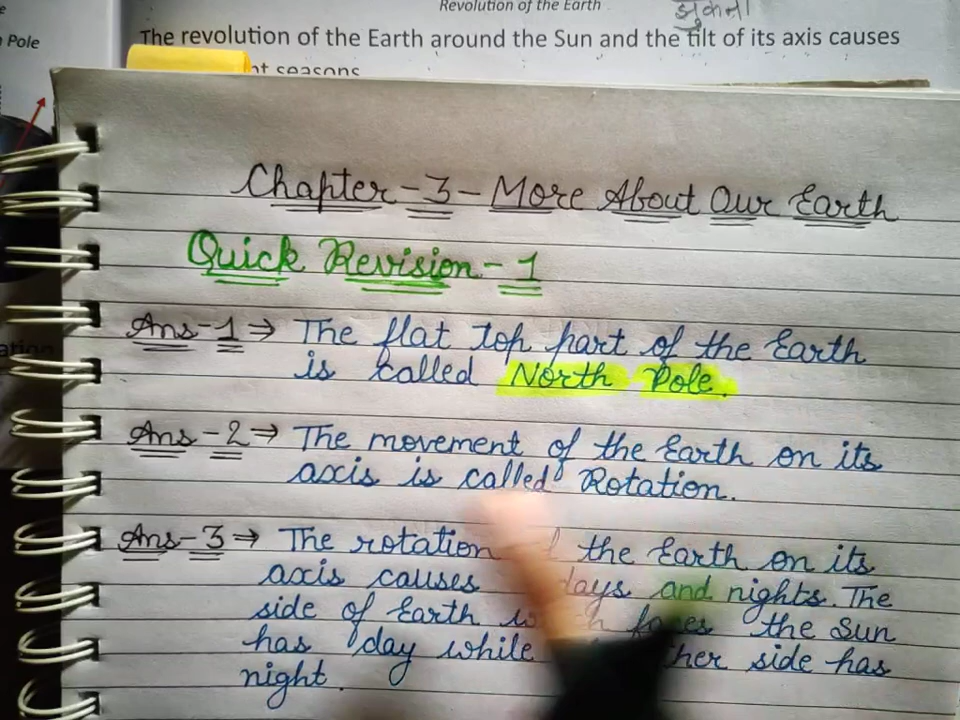 Revolution of the Earth
झुकना
Pole
The revolution of the Earth around the Sun and the tilt of its axis causes
seasons
Chapter-3-More About Our Earth
Quick Revision-1
Ans-1⇒ The flat top part of the Earth
is called North Pole.
Ans-2⇒ The movement of the Earth on its
axis is called Rotation.
Ans-3⇒ The rotation the Earth on its
axis causes days and nights. The
side of Earth faces the Sun
has day while side has
night.